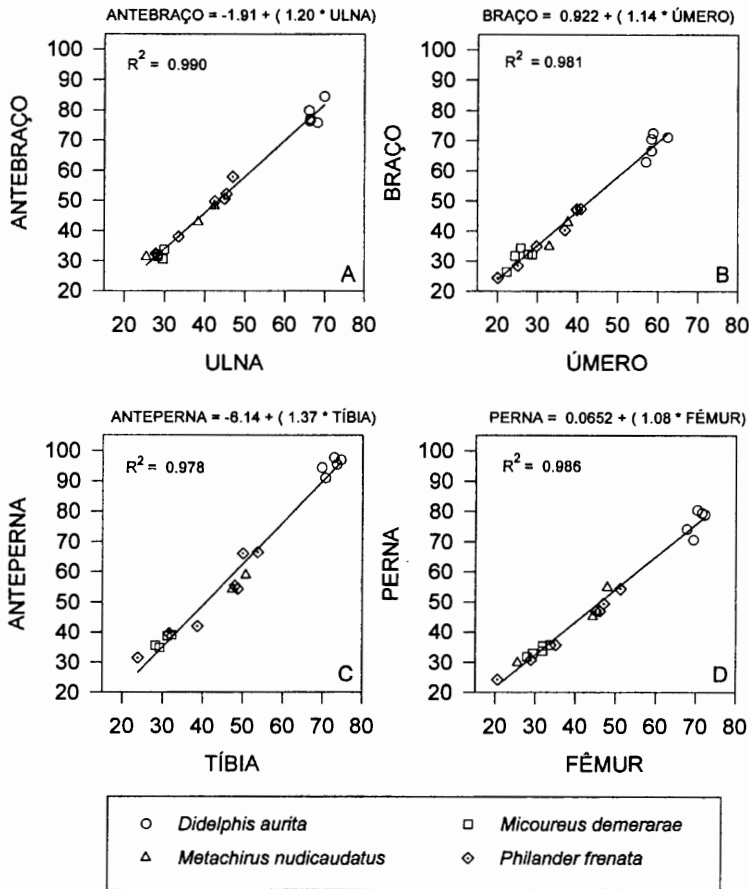 ANTEBRAÇO = -1.91 + ( 1.20 * ULNA)
R2 = 0.990
ANTEBRAÇO
100
90
80
70
60
50
40
30
20
A
20 30 40 50 60 70 80
ULNA
BRAÇO = 0.922 + ( 1.14 * ÚMERO)
R2 = 0.981
BRAÇO
100
90
80
70
60
50
40
30
20
B
20 30 40 50 60 70 80
ÚMERO
ANTEPERNA = -6.14 + ( 1.37 * TÍBIA)
R2 = 0.978
ANTEPERNA
100
90
80
70
60
50
40
30
20
C
20 30 40 50 60 70 80
TÍBIA
PERNA = 0.0652 + ( 1.08 * FÊMUR)
R2 = 0.986
PERNA
100
90
80
70
60
50
40
30
20
D
20 30 40 50 60 70 80
FÊMUR
Didelphis aurita
Micoureus demerarae
Metachirus nudicaudatus
Philander frenata